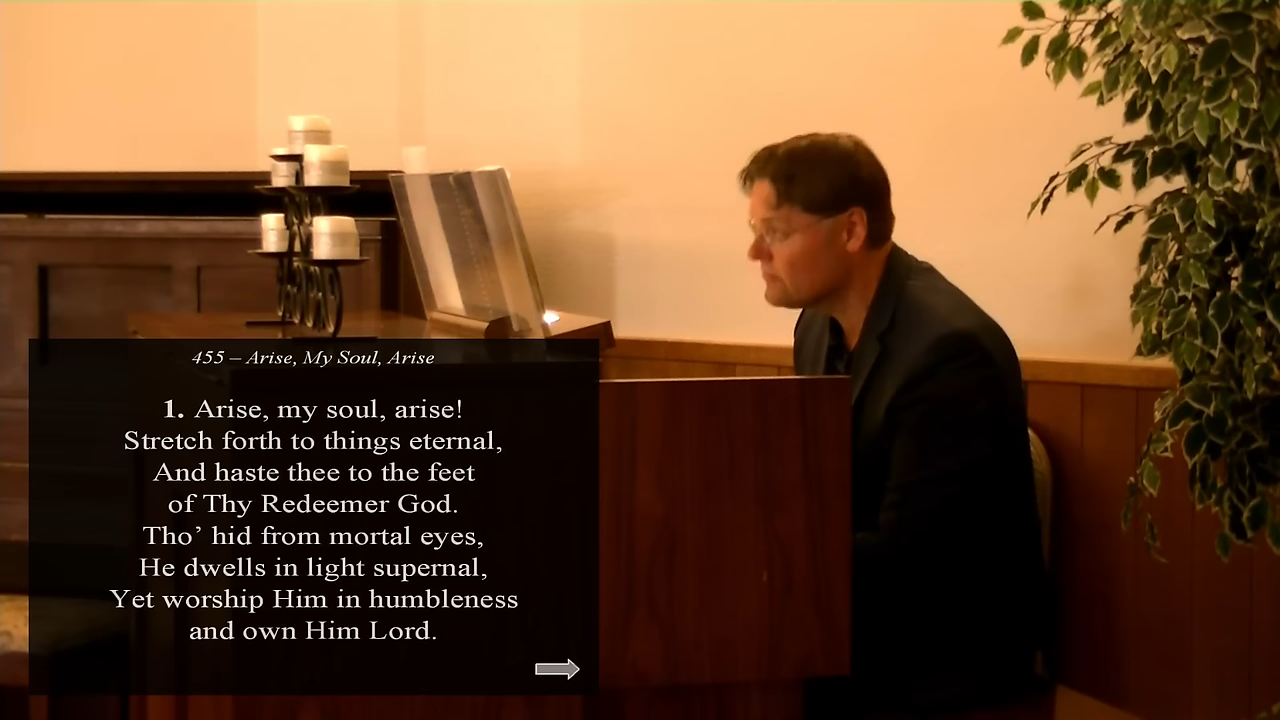 455 – Arise, My Soul, Arise
1. Arise, my soul, arise!
Stretch forth to things eternal,
And haste thee to the feet
of Thy Redeemer God.
Tho’ hid from mortal eyes,
He dwells in light supernal,
Yet worship Him in humbleness
and own Him Lord.